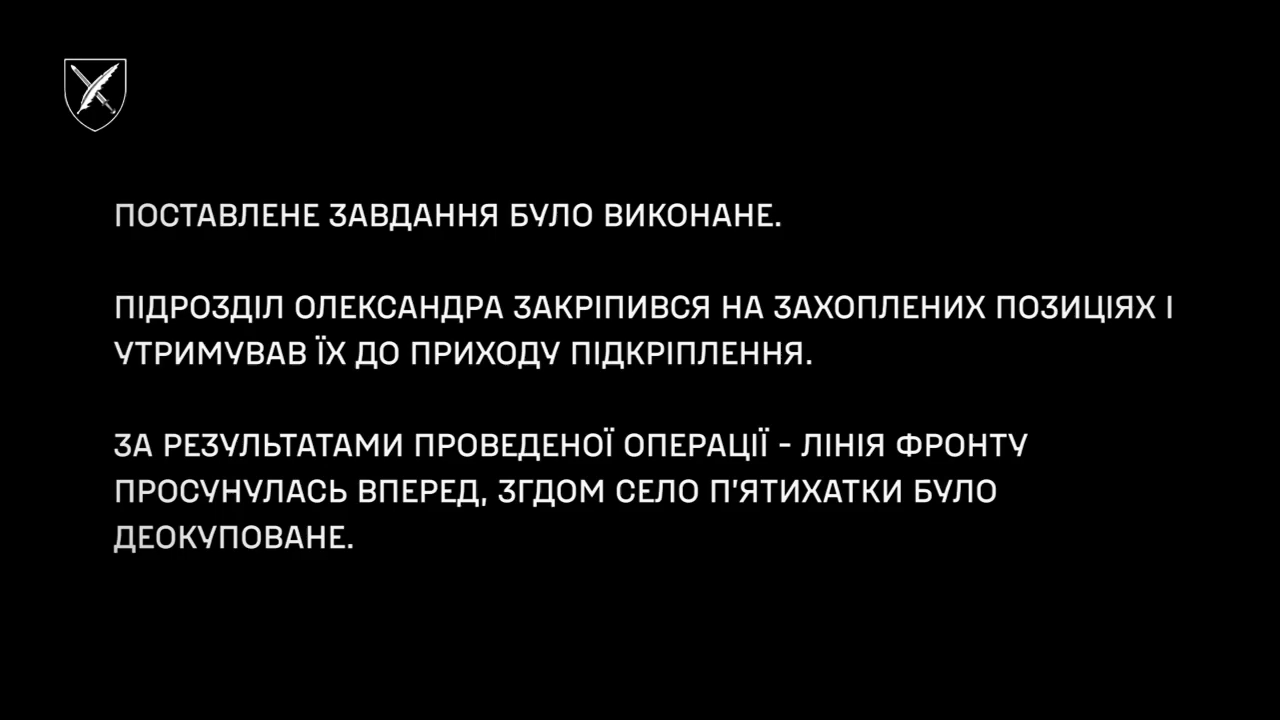 ПОСТАВЛЕНЕ ЗАВДАННЯ БУЛО ВИКОНАНЕ.
ПІДРОЗДІЛ ОЛЕКСАНДРА ЗАКРІПИВСЯ НА ЗАХОПЛЕНИХ ПОЗИЦІЯХ І
УТРИМУВАВ ЇХ ДО ПРИХОДУ ПІДКРІПЛЕННЯ.
ЗА РЕЗУЛЬТАТАМИ ПРОВЕДЕНОЇ ОПЕРАЦІЇ - ЛІНІЯ ФРОНТУ
ПРОСУНУЛАСЬ ВПЕРЕД, ЗГДОМ СЕЛО П'ЯТИХАТКИ БУЛО
ДЕОКУПОВАНЕ.